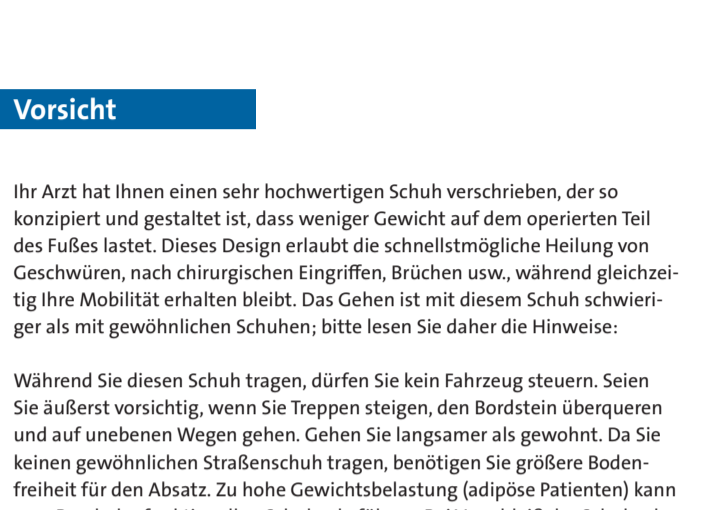 Vorsicht
Ihr Arzt hat Ihnen einen sehr hochwertigen Schuh verschrieben, der so
konzipiert und gestaltet ist, dass weniger Gewicht auf dem operierten Teil
des Fußes lastet. Dieses Design erlaubt die schnellstmögliche Heilung von
Geschwüren, nach chirurgischen Eingriffen, Brüchen usw., während gleichzei-
tig Ihre Mobilität erhalten bleibt. Das Gehen ist mit diesem Schuh schwieri-
ger als mit gewöhnlichen Schuhen; bitte lesen Sie daher die Hinweise:
Während Sie diesen Schuh tragen, dürfen Sie kein Fahrzeug steuern. Seien
Sie äußerst vorsichtig, wenn Sie Treppen steigen, den Bordstein überqueren
und auf unebenen Wegen gehen. Gehen Sie langsamer als gewohnt. Da Sie
keinen gewöhnlichen Straßenschuh tragen, benötigen Sie größere Boden-
freiheit für den Absatz. Zu hohe Gewichtsbelastung (adipöse Patienten) kann